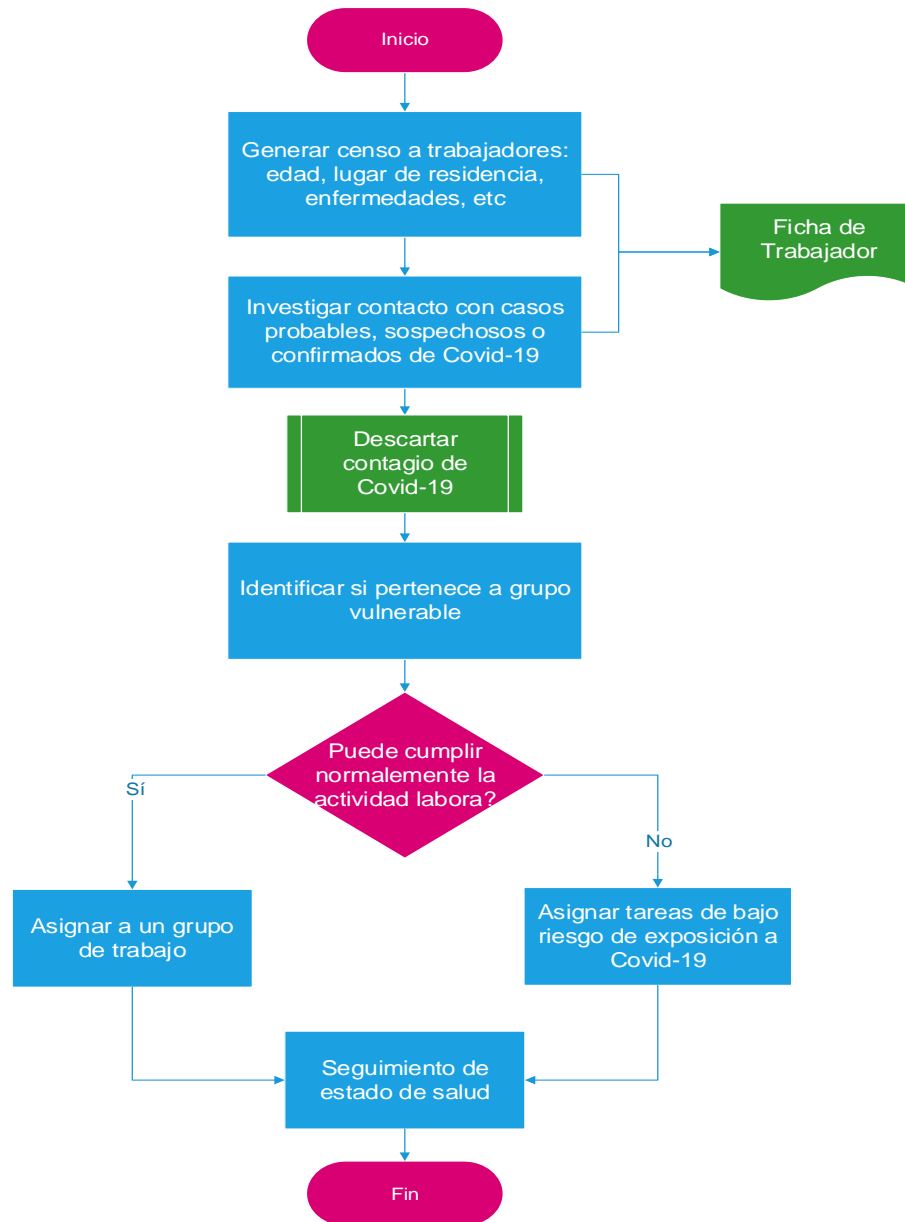 Inicio
Generar censo a trabajadores:
edad, lugar de residencia,
enfermedades, etc
Ficha de
Trabajador
Investigar contacto con casos
probables, sospechosos o
confirmados de Covid-19
Descartar
contagio de
Covid-19
Identificar si pertenece a grupo
vulnerable
Puede cumplir
normalemente la
actividad labora?
Sí
No
Asignar a un grupo
de trabajo
Asignar tareas de bajo
riesgo de exposición a
Covid-19
Seguimiento de
estado de salud
Fin